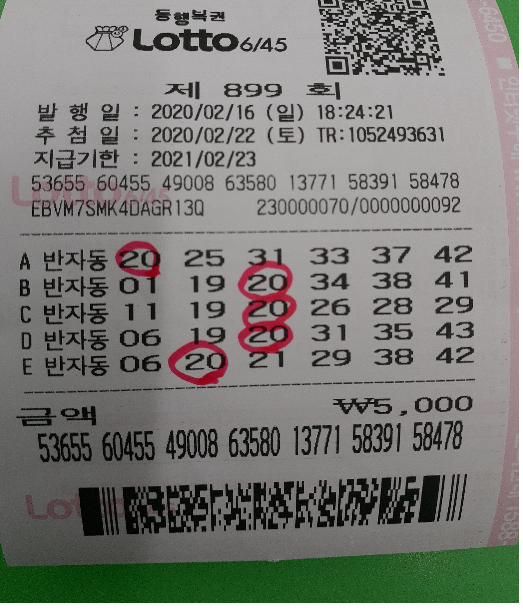 동행복권
Lotto 6/45
제 899 회
발 행 일 : 2020/02/16 (일) 18:24:21
추 첨 일 : 2020/02/22 (토) TR:1052493631
지급기한 : 2021/02/23
53655 60455 49008 63580 13771 58391 58478
EBVM7SMK4DAGR13Q 230000070/0000000092
A 반자동 20 25 31 33 37 42
B 반자동 01 19 20 34 38 41
C 반자동 11 19 20 26 28 29
D 반자동 06 19 20 31 35 43
E 반자동 06 20 21 29 38 42
금액 ₩5,000
53655 60455 49008 63580 13771 58391 58478